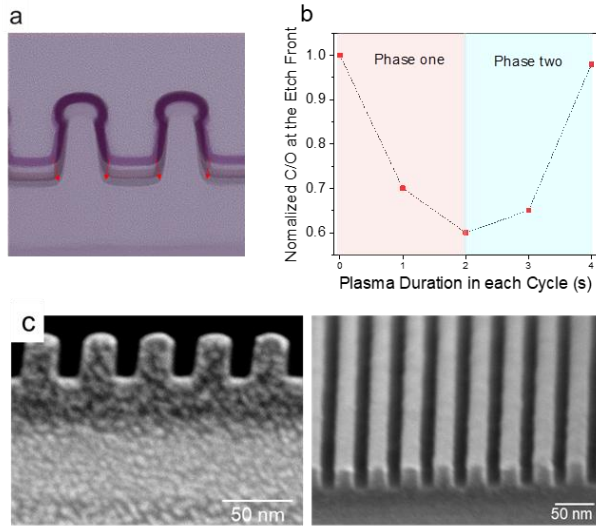 a
b
Nomalized C/O at the Etch Front
1.0
0.9
0.8
0.7
0.6
Phase one
Phase two
0
1
2
3
4
Plasma Duration in each Cycle (s)
c
50 nm
50 nm